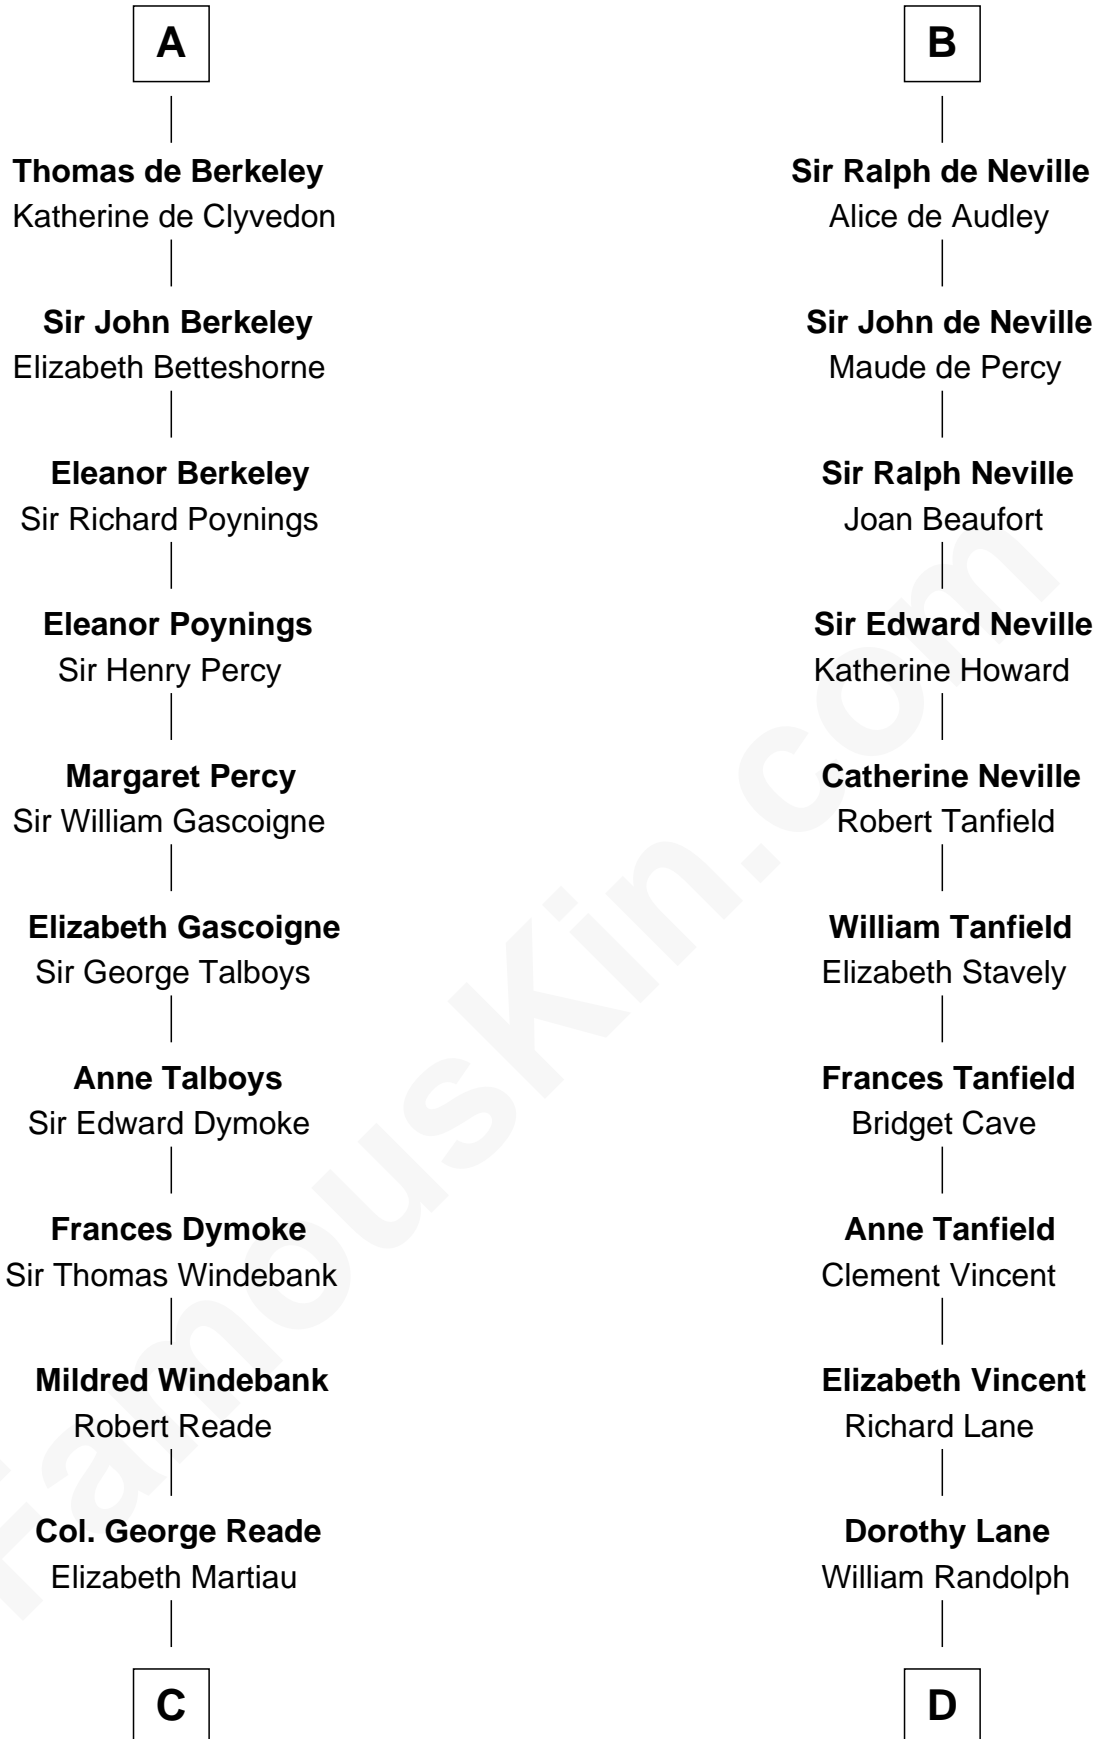 A
Thomas de Berkeley
Katherine de Clyvedon
Sir John Berkeley
Elizabeth Betteshorne
Eleanor Berkeley
Sir Richard Poynings
Eleanor Poynings
Sir Henry Percy
Margaret Percy
Sir William Gascoigne
Elizabeth Gascoigne
Sir George Talboys
Anne Talboys
Sir Edward Dymoke
Frances Dymoke
Sir Thomas Windebank
Mildred Windebank
Robert Reade
Col. George Reade
Elizabeth Martiau
C
B
Sir Ralph de Neville
Alice de Audley
Sir John de Neville
Maude de Percy
Sir Ralph Neville
Joan Beaufort
Sir Edward Neville
Katherine Howard
Catherine Neville
Robert Tanfield
William Tanfield
Elizabeth Stavely
Frances Tanfield
Bridget Cave
Anne Tanfield
Clement Vincent
Elizabeth Vincent
Richard Lane
Dorothy Lane
William Randolph
D
FamousKin.com